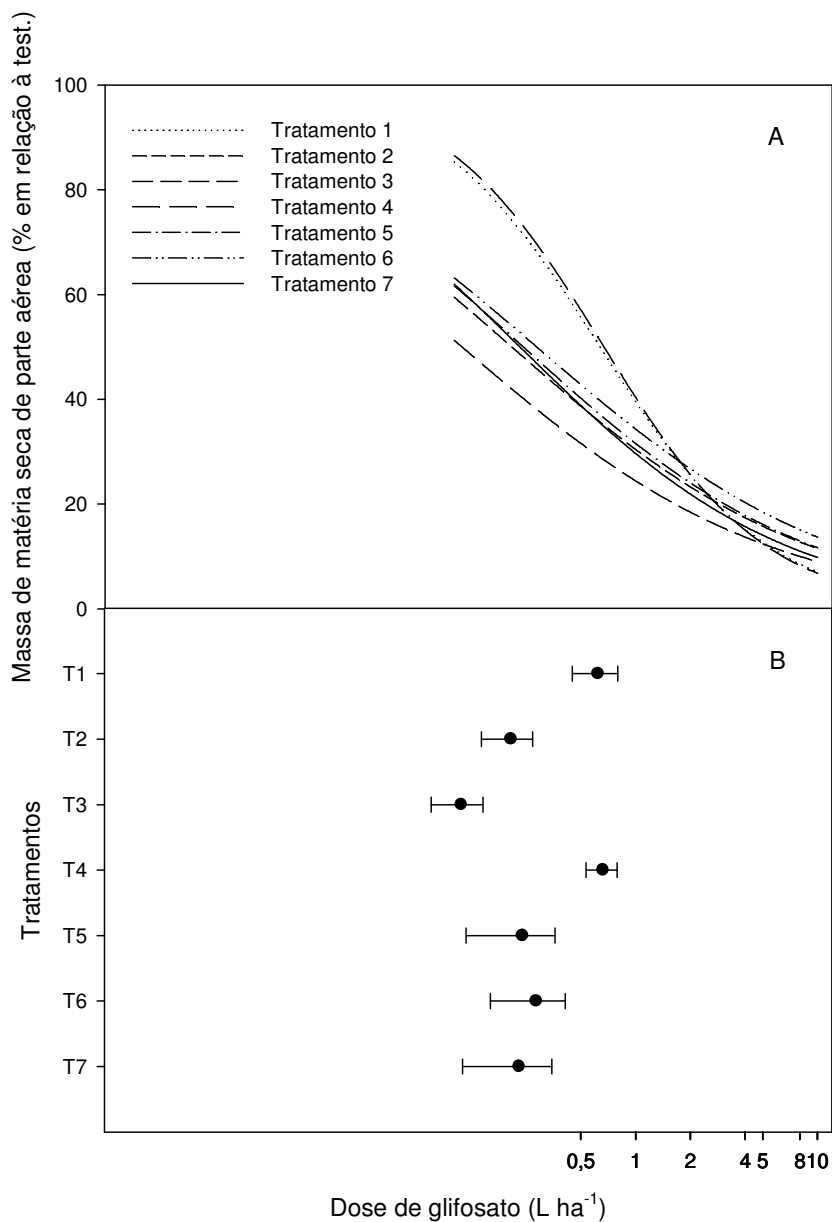 Massa de matéria seca de parte aérea (% em relação à test.)
100
80
60
40
20
0
A
Tratamento 1
Tratamento 2
Tratamento 3
Tratamento 4
Tratamento 5
Tratamento 6
Tratamento 7
B
Tratamentos
T1
T2
T3
T4
T5
T6
T7
0,5 1 2 4 5 8 10
Dose de glifosato (L ha⁻¹)